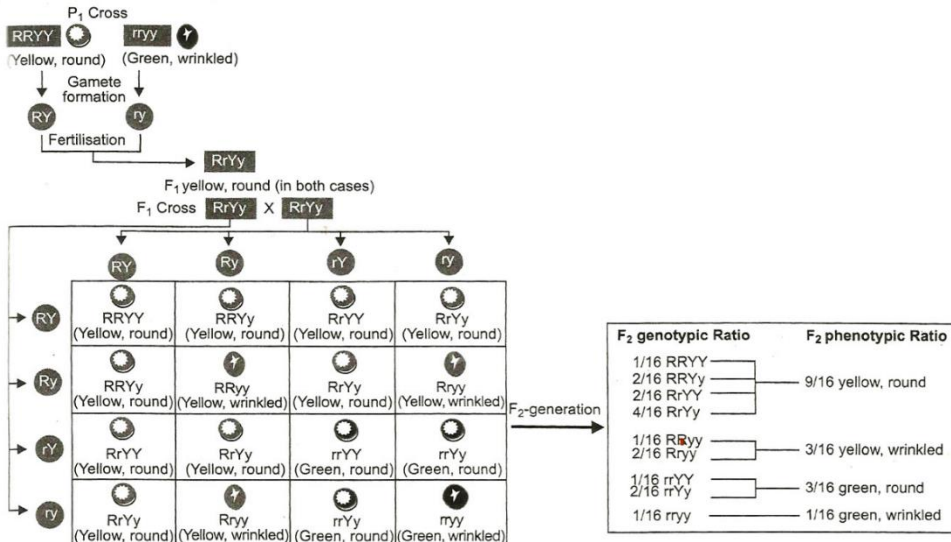 P1 Cross
RRYY rryy
(Yellow, round) (Green, wrinkled)
Gamete
formation
RY ry
Fertilisation
RrYy
F1 yellow, round (in both cases)
F1 Cross RrYy X RrYy
RY Ry rY ry
RY
RRYY RRYy RrYY RrYy
(Yellow, round) (Yellow, round) (Yellow, round) (Yellow, round)
Ry
RRYy RRyy RrYy Rryy
(Yellow, round) (Yellow, wrinkled) (Yellow, round) (Yellow, wrinkled)
rY
RrYY RrYy rrYY rrYy
(Yellow, round) (Yellow, round) (Green, round) (Green, round)
ry
RrYy Rryy rrYy rryy
(Yellow, round) (Yellow, wrinkled) (Green, round) (Green, wrinkled)
F2-generation
F2 genotypic Ratio F2 phenotypic Ratio
1/16 RRYY
2/16 RRYy
2/16 RrYY
4/16 RrYy
9/16 yellow, round
1/16 RRyy
2/16 Rryy
3/16 yellow, wrinkled
1/16 rrYY
2/16 rrYy
3/16 green, round
1/16 rryy 1/16 green, wrinkled